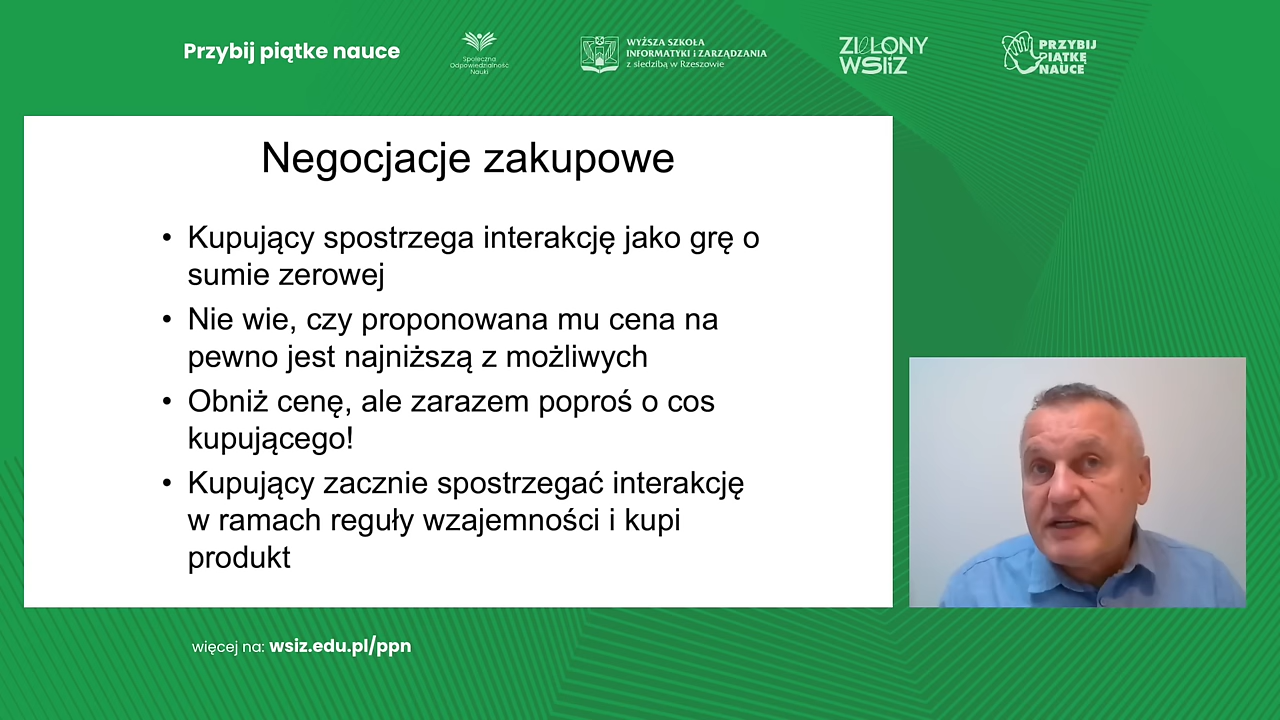 Przybij piątke nauce
Społeczna
Odpowiedzialność
Nauki
WYŻSZA SZKOŁA
INFORMATYKI i ZARZĄDZANIA
z siedzibą w Rzeszowie
ZIELONY
WSIiZ
PRZYBIJ
PIĄTKĘ
NAUCE
Negocjacje zakupowe
• Kupujący spostrzega interakcję jako grę o
sumie zerowej
• Nie wie, czy proponowana mu cena na
pewno jest najniższą z możliwych
• Obniż cenę, ale zarazem poproś o cos
kupującego!
• Kupujący zacznie spostrzegać interakcję
w ramach reguły wzajemności i kupi
produkt
więcej na: wsiz.edu.pl/ppn